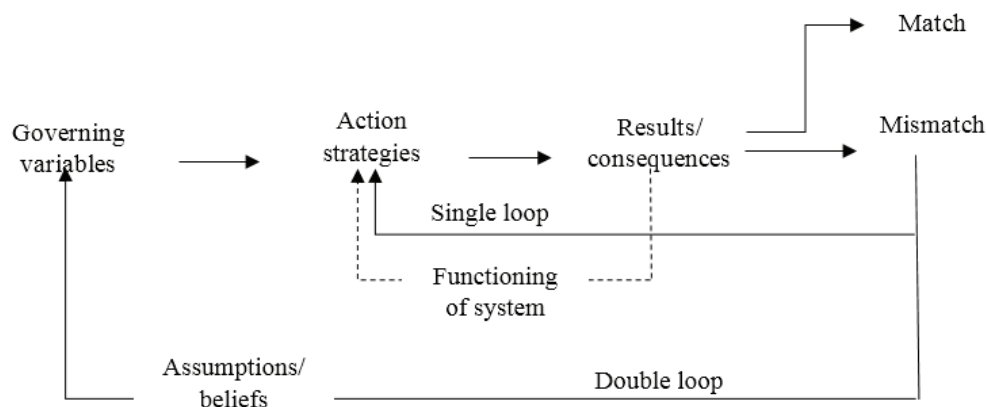 Match
Governing
variables
Action
strategies
Results/
consequences
Mismatch
Single loop
Functioning
of system
Assumptions/
beliefs
Double loop